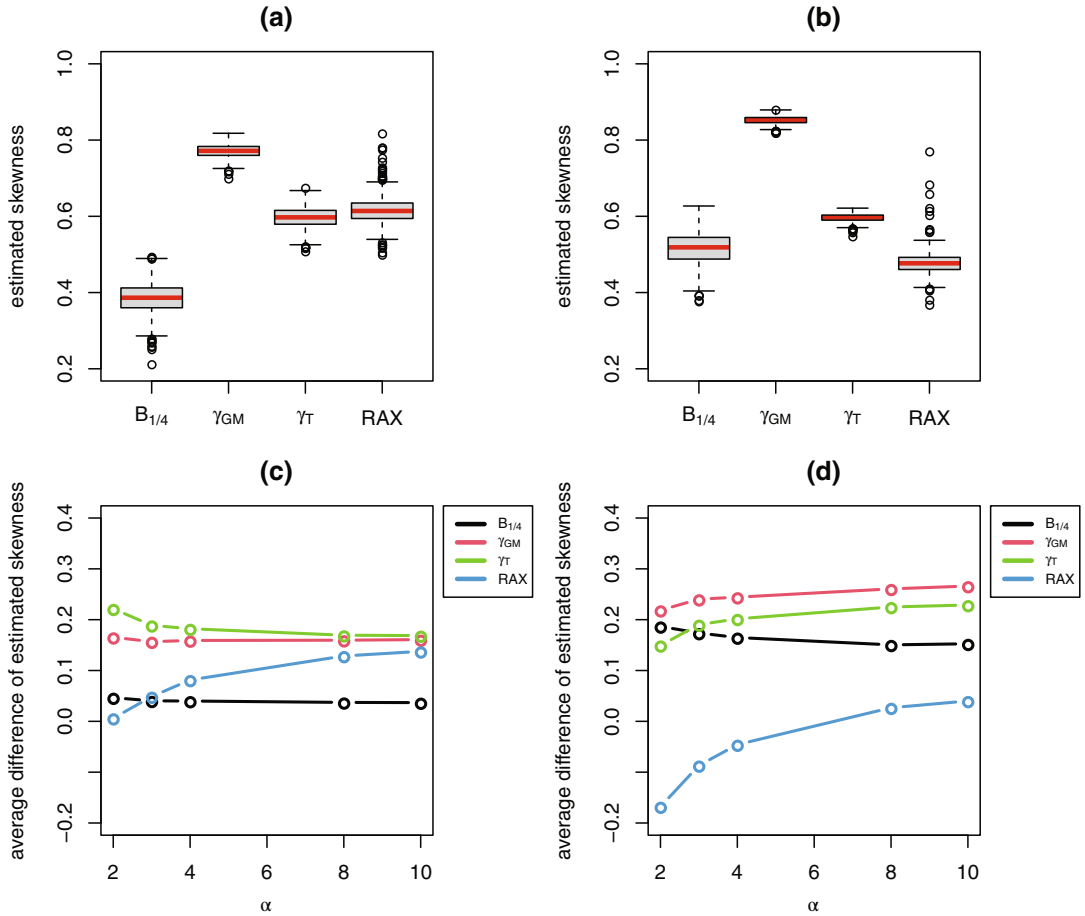 (a)
estimated skewness
1.0
0.8
0.6
0.4
0.2
B1/4 γGM γT RAX
(b)
estimated skewness
1.0
0.8
0.6
0.4
0.2
B1/4 γGM γT RAX
(c)
average difference of estimated skewness
0.4
0.3
0.2
0.1
0.0
−0.2
2 4 6 8 10
α
B1/4
γGM
γT
RAX
(d)
average difference of estimated skewness
0.4
0.3
0.2
0.1
0.0
−0.2
2 4 6 8 10
α
B1/4
γGM
γT
RAX